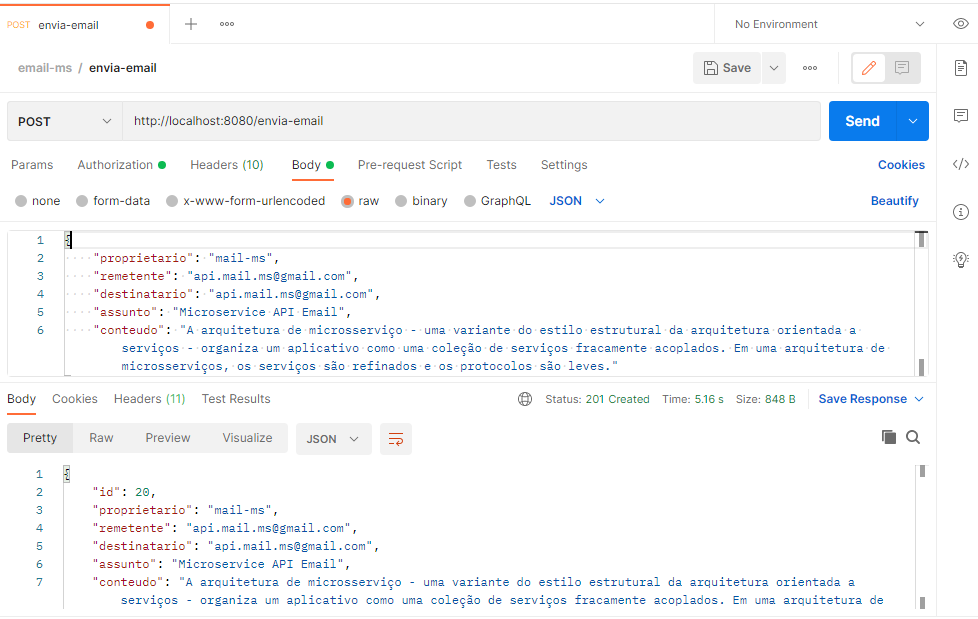 POST envia-email
No Environment
email-ms / envia-email
Save
POST http://localhost:8080/envia-email Send
Params Authorization Headers (10) Body Pre-request Script Tests Settings Cookies
none form-data x-www-form-urlencoded raw binary GraphQL JSON Beautify
1 {
2 "proprietario": "mail-ms",
3 "remetente": "api.mail.ms@gmail.com",
4 "destinatario": "api.mail.ms@gmail.com",
5 "assunto": "Microservice API Email",
6 "conteudo": "A arquitetura de microsserviço - uma variante do estilo estrutural da arquitetura orientada a
serviços - organiza um aplicativo como uma coleção de serviços fracamente acoplados. Em uma arquitetura de
microsserviços, os serviços são refinados e os protocolos são leves."
Body Cookies Headers (11) Test Results Status: 201 Created Time: 5.16 s Size: 848 B Save Response
Pretty Raw Preview Visualize JSON
1 {
2 "id": 20,
3 "proprietario": "mail-ms",
4 "remetente": "api.mail.ms@gmail.com",
5 "destinatario": "api.mail.ms@gmail.com",
6 "assunto": "Microservice API Email",
7 "conteudo": "A arquitetura de microsserviço - uma variante do estilo estrutural da arquitetura orientada a
serviços - organiza um aplicativo como uma coleção de serviços fracamente acoplados. Em uma arquitetura de